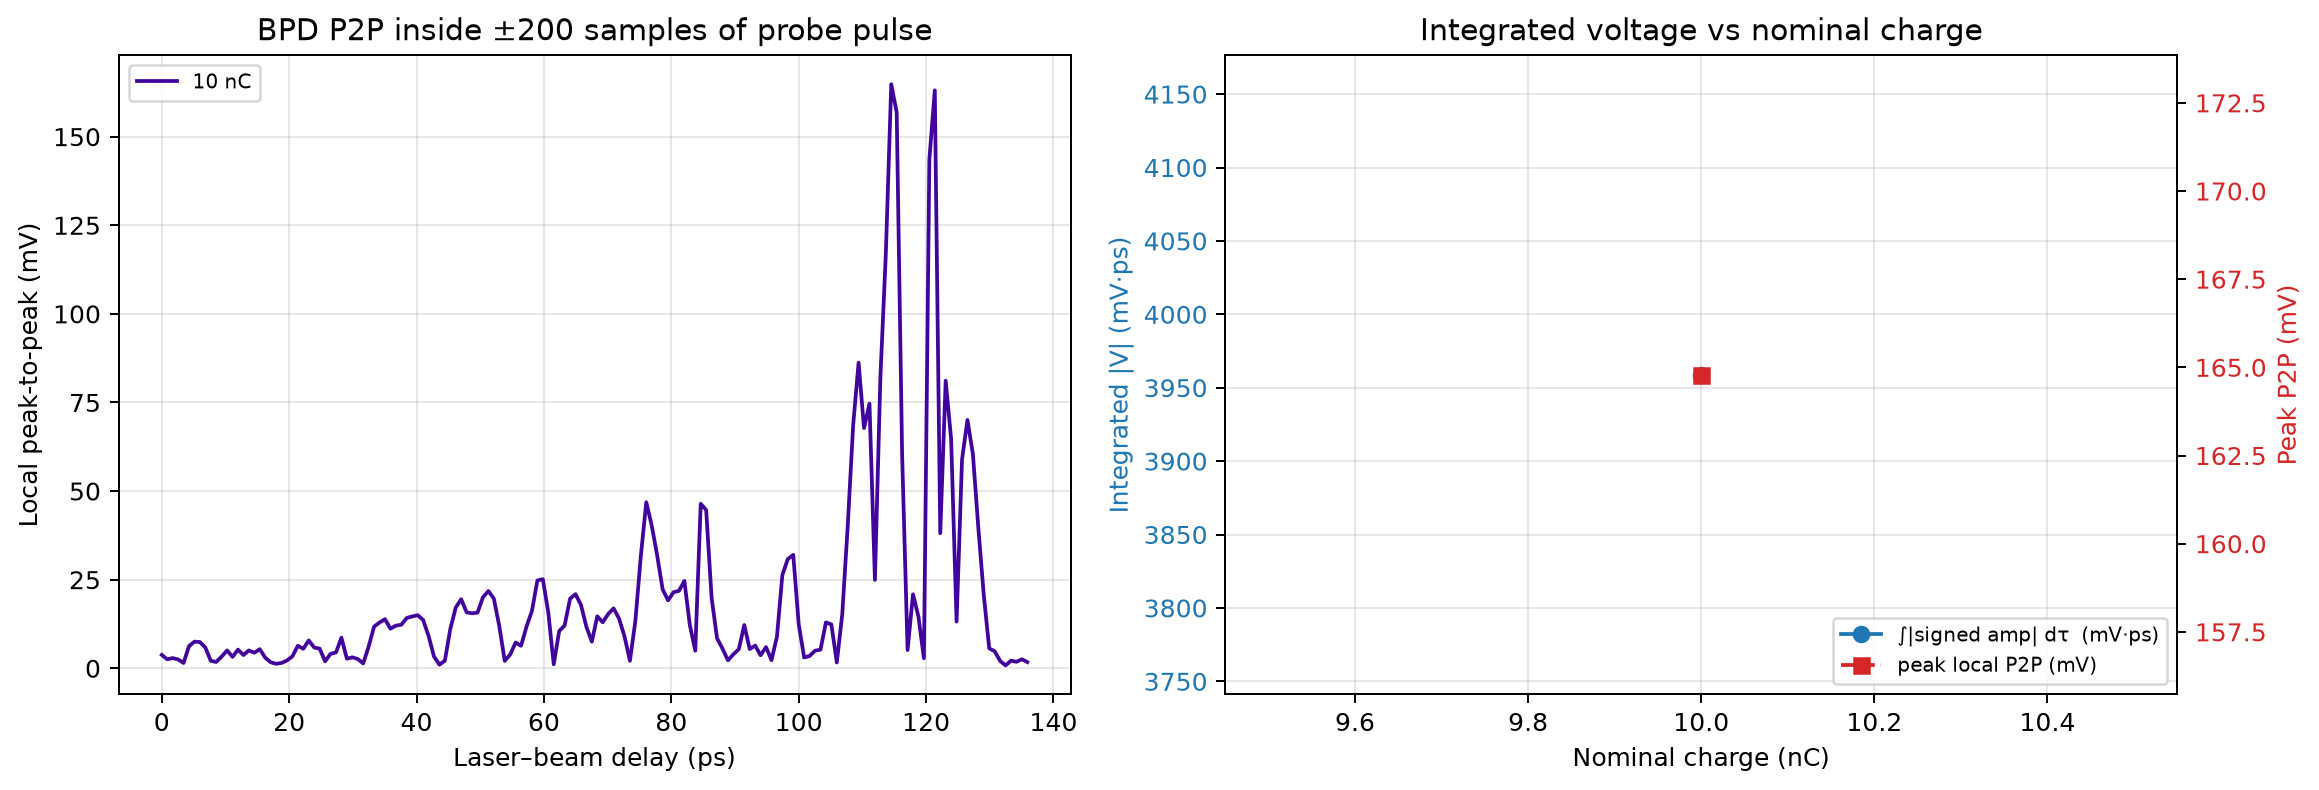 BPD P2P inside ±200 samples of probe pulse
10 nC
Local peak-to-peak (mV)
150
125
100
75
50
25
0
0 20 40 60 80 100 120 140
Laser–beam delay (ps)
Integrated voltage vs nominal charge
Integrated |V| (mV·ps)
4150
4100
4050
4000
3950
3900
3850
3800
3750
172.5
170.0
167.5
165.0
162.5
160.0
157.5
Peak P2P (mV)
∫|signed amp| dτ (mV·ps)
peak local P2P (mV)
9.6 9.8 10.0 10.2 10.4
Nominal charge (nC)